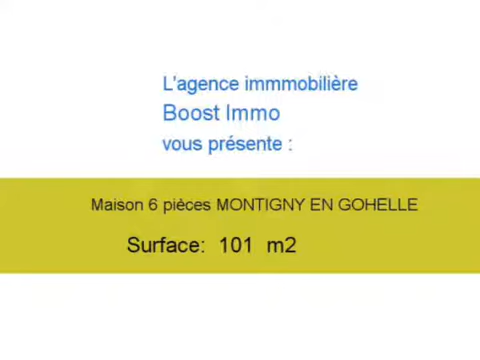 L'agence immmobilière
Boost Immo
vous présente :
Maison 6 pièces MONTIGNY EN GOHELLE
Surface: 101 m2